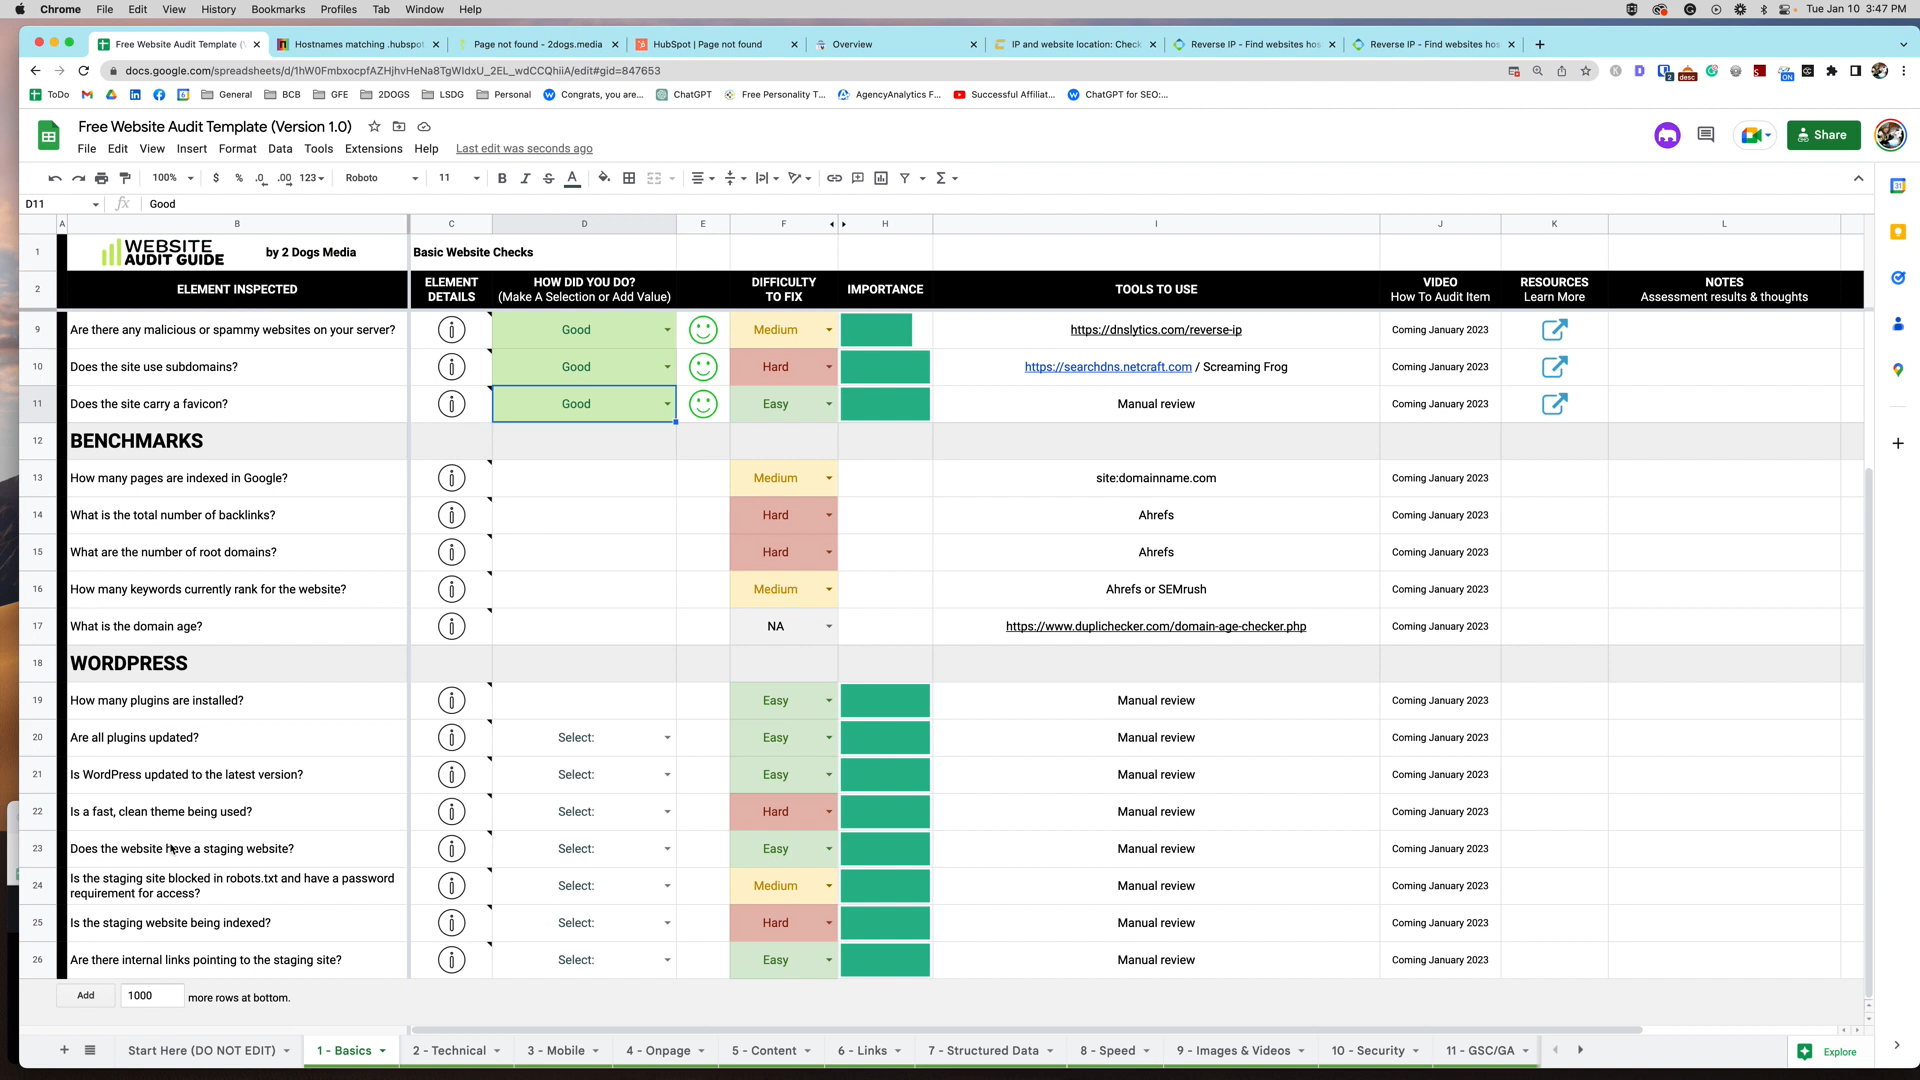 Chrome File Edit View History Bookmarks Profiles Tab Window Help Tue Jan 10 3:47 PM
Free Website Audit Template (V Hostnames matching .hubspot. Page not found - 2dogs.media HubSpot | Page not found Overview IP and website location: Check Reverse IP - Find websites hos Reverse IP - Find websites hos
docs.google.com/spreadsheets/d/1hW0FmbxocpfAZHjhvHeNa8TgWIdxU_2EL_wdCCQhiiA/edit#gid=847653
ToDo General BCB GFE 2DOGS LSDG Personal Congrats, you are... ChatGPT Free Personality T... AgencyAnalytics F... Successful Affiliat... ChatGPT for SEO:...
Free Website Audit Template (Version 1.0)
File Edit View Insert Format Data Tools Extensions Help Last edit was seconds ago
Share
100% $ % .0 .00 123 Roboto 11
D11 fx Good
A B C D E F H I J K L
1 WEBSITE AUDIT GUIDE by 2 Dogs Media Basic Website Checks
2 ELEMENT INSPECTED ELEMENT DETAILS HOW DID YOU DO? (Make A Selection or Add Value) DIFFICULTY TO FIX IMPORTANCE TOOLS TO USE VIDEO How To Audit Item RESOURCES Learn More NOTES Assessment results & thoughts
9 Are there any malicious or spammy websites on your server? Good Medium https://dnslytics.com/reverse-ip Coming January 2023
10 Does the site use subdomains? Good Hard https://searchdns.netcraft.com / Screaming Frog Coming January 2023
11 Does the site carry a favicon? Good Easy Manual review Coming January 2023
12 BENCHMARKS
13 How many pages are indexed in Google? Medium site:domainname.com Coming January 2023
14 What is the total number of backlinks? Hard Ahrefs Coming January 2023
15 What are the number of root domains? Hard Ahrefs Coming January 2023
16 How many keywords currently rank for the website? Medium Ahrefs or SEMrush Coming January 2023
17 What is the domain age? NA https://www.duplichecker.com/domain-age-checker.php Coming January 2023
18 WORDPRESS
19 How many plugins are installed? Easy Manual review Coming January 2023
20 Are all plugins updated? Select: Easy Manual review Coming January 2023
21 Is WordPress updated to the latest version? Select: Easy Manual review Coming January 2023
22 Is a fast, clean theme being used? Select: Hard Manual review Coming January 2023
23 Does the website have a staging website? Select: Easy Manual review Coming January 2023
24 Is the staging site blocked in robots.txt and have a password requirement for access? Select: Medium Manual review Coming January 2023
25 Is the staging website being indexed? Select: Hard Manual review Coming January 2023
26 Are there internal links pointing to the staging site? Select: Easy Manual review Coming January 2023
Add 1000 more rows at bottom.
Start Here (DO NOT EDIT) 1 - Basics 2 - Technical 3 - Mobile 4 - Onpage 5 - Content 6 - Links 7 - Structured Data 8 - Speed 9 - Images & Videos 10 - Security 11 - GSC/GA Explore